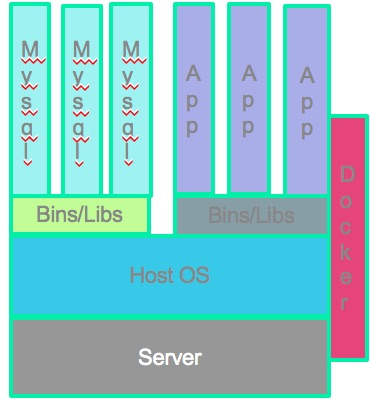 Mysql
Mysql
Mysql
App
App
App
Docker
Bins/Libs
Bins/Libs
Host OS
Server